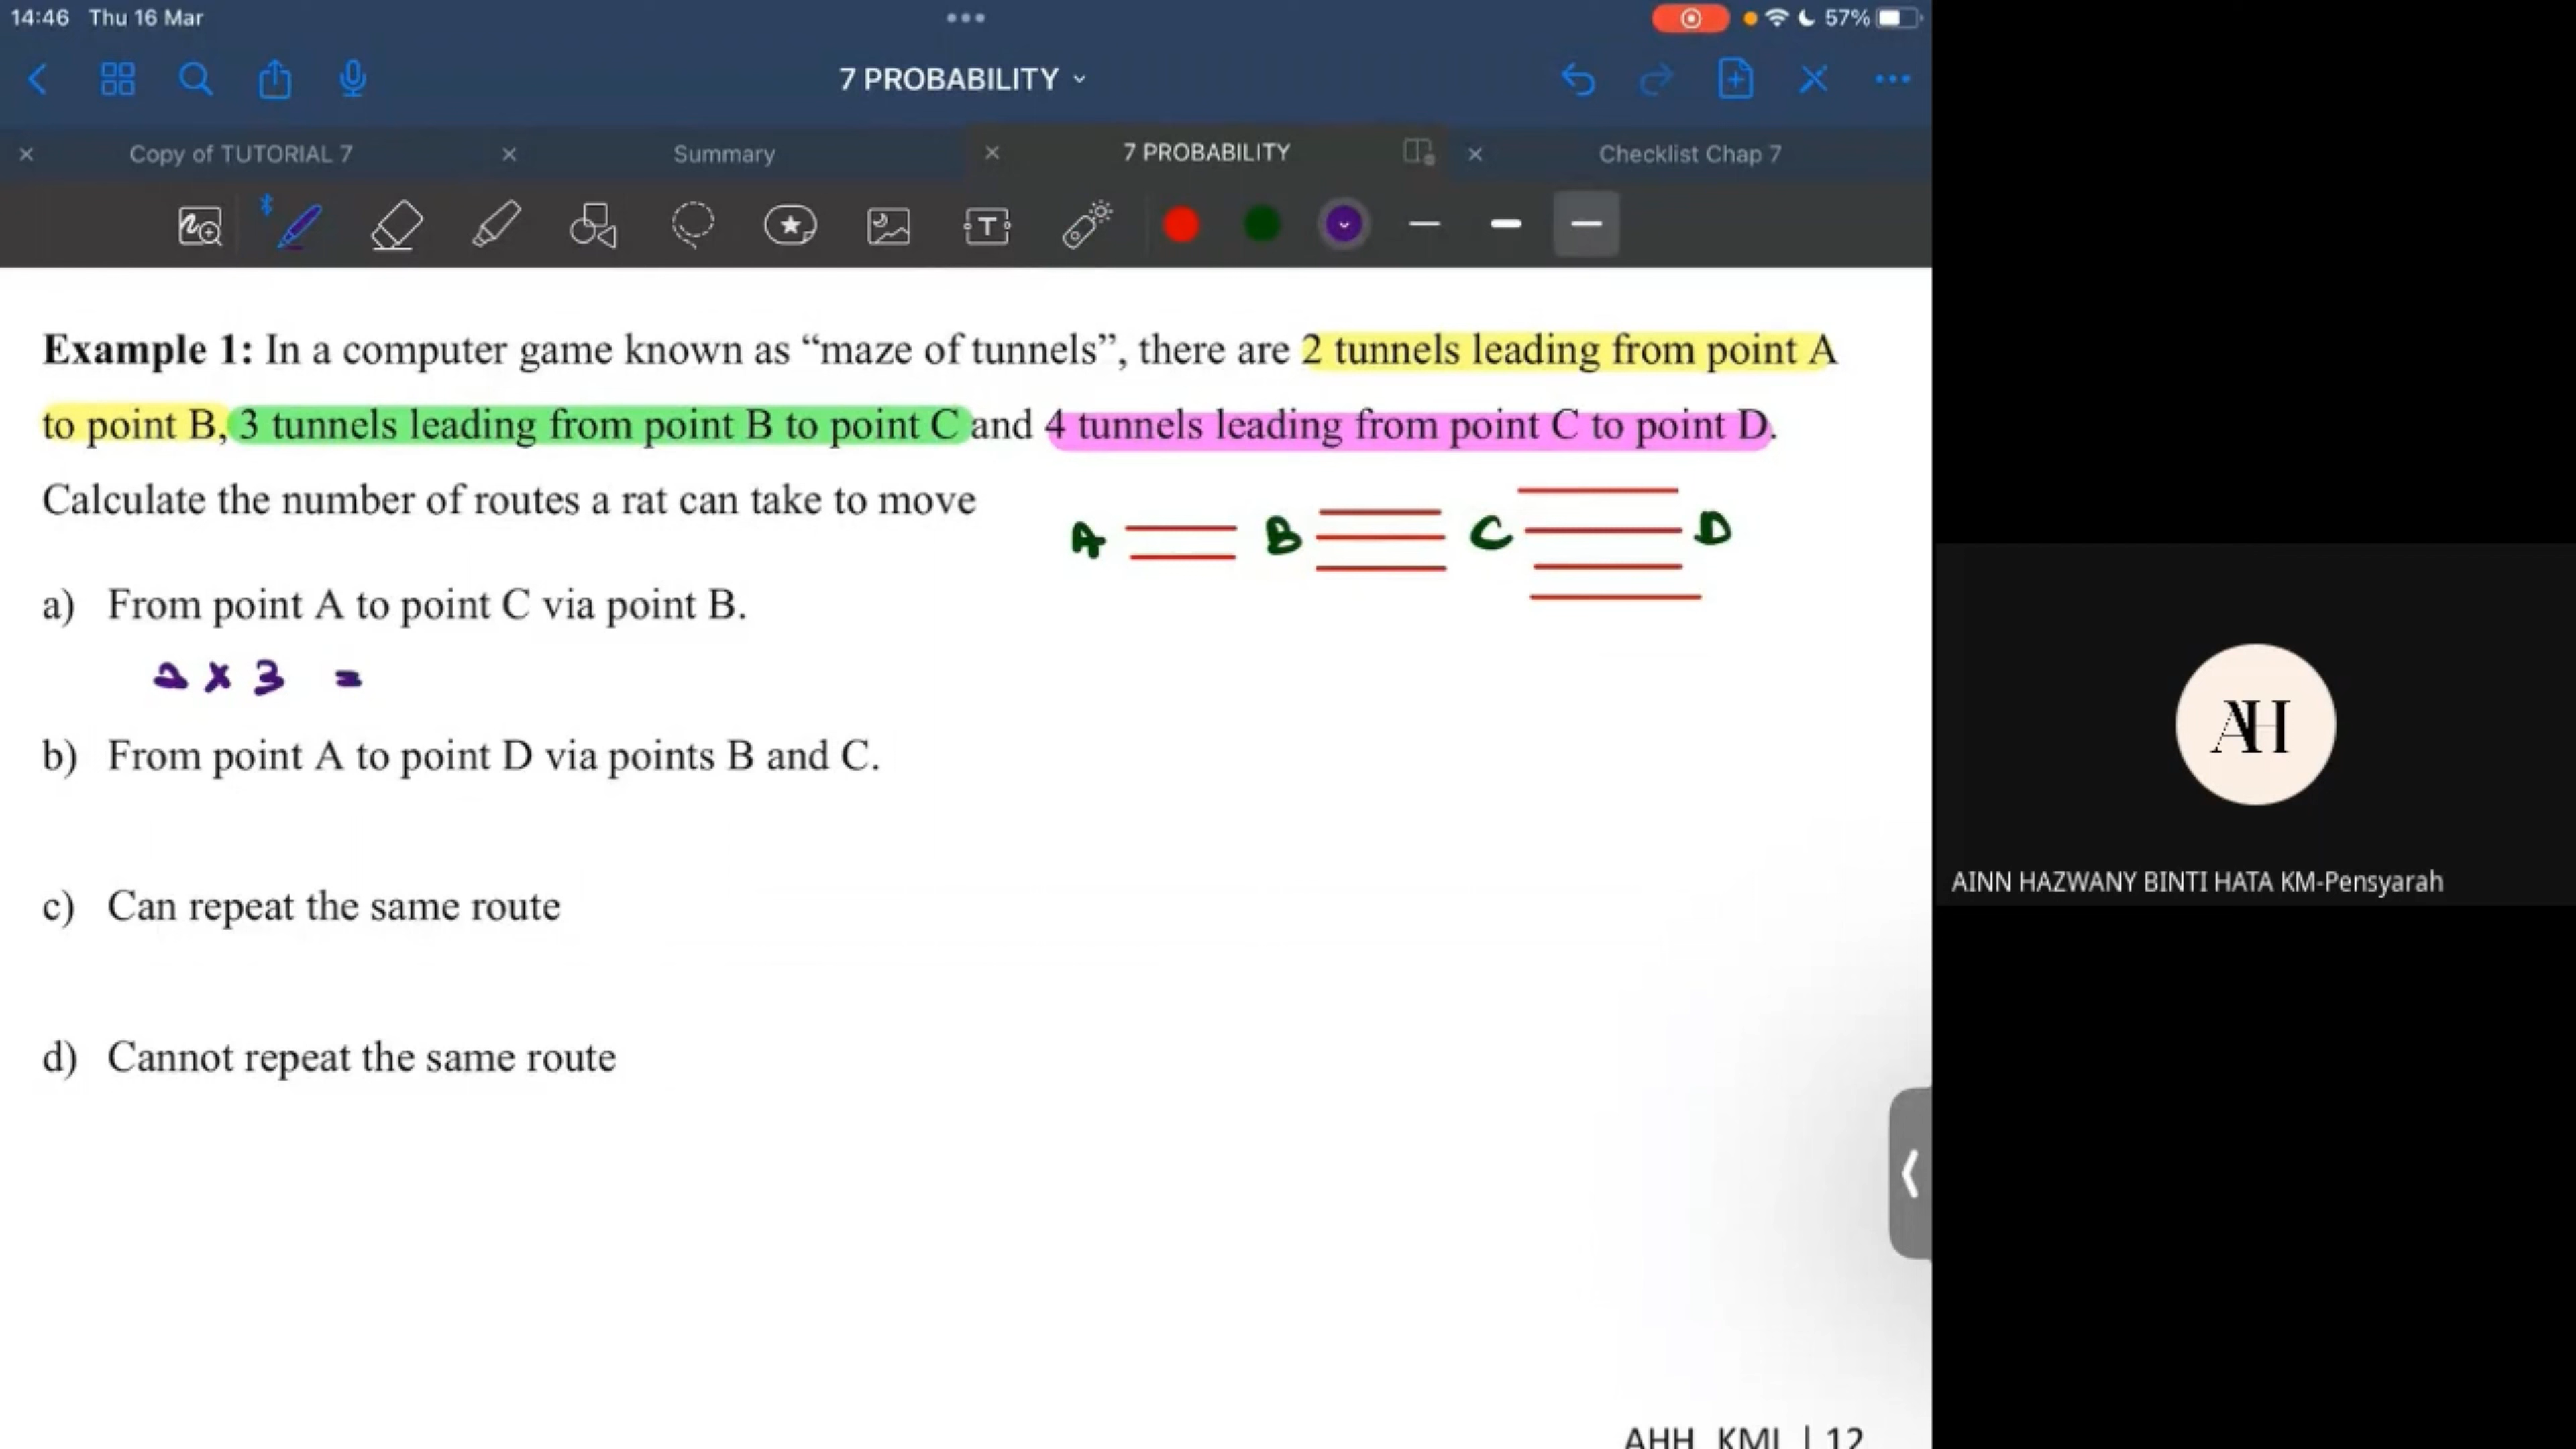 14:46 Thu 16 Mar
57%
7 PROBABILITY
Copy of TUTORIAL 7
Summary
7 PROBABILITY
Checklist Chap 7
Example 1: In a computer game known as “maze of tunnels”, there are 2 tunnels leading from point A
to point B, 3 tunnels leading from point B to point C and 4 tunnels leading from point C to point D.
Calculate the number of routes a rat can take to move
A B C D
a) From point A to point C via point B.
2 x 3 =
b) From point A to point D via points B and C.
c) Can repeat the same route
d) Cannot repeat the same route
AHH_KML | 12
AH
AINN HAZWANY BINTI HATA KM-Pensyarah